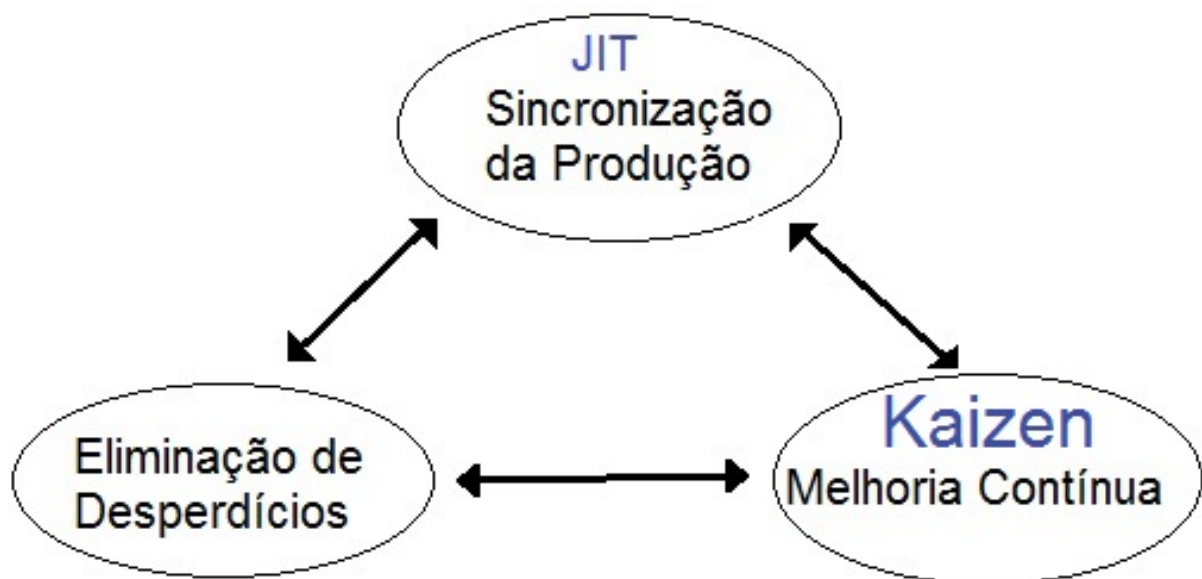 JIT
Sincronização
da Produção
Eliminação de
Desperdícios
Kaizen
Melhoria Contínua